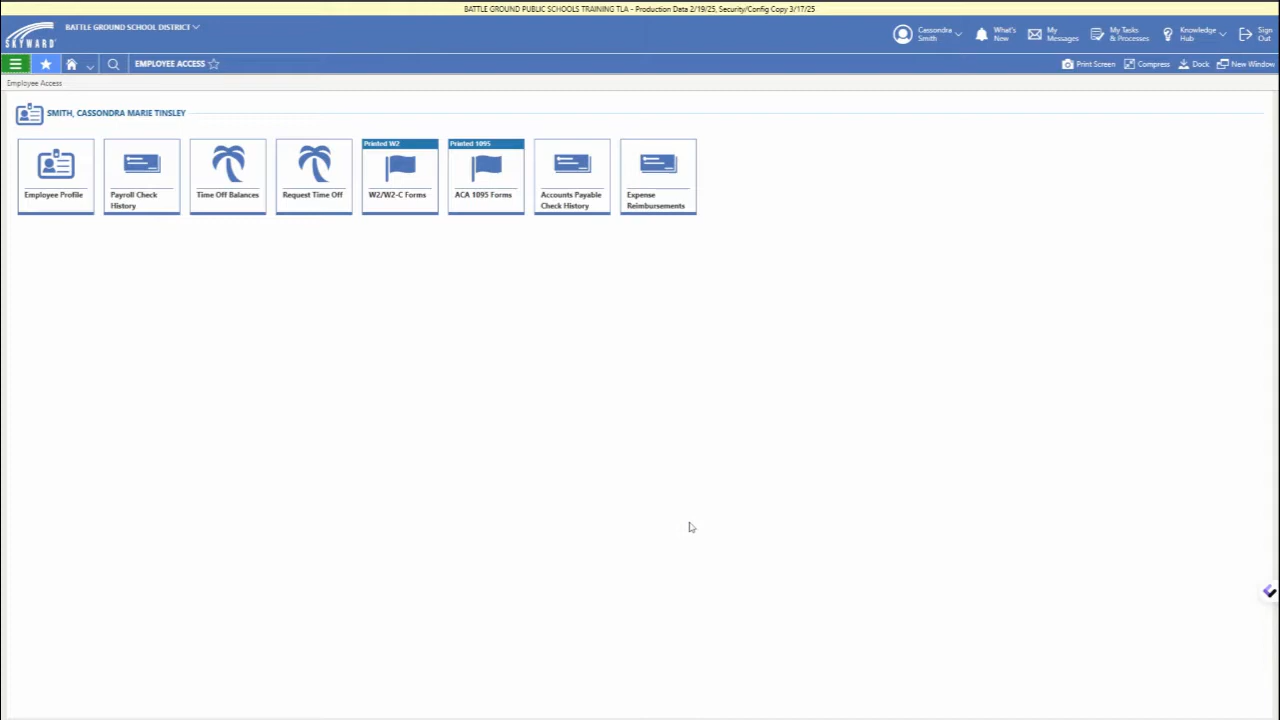 BATTLE GROUND PUBLIC SCHOOLS TRAINING TLA - Production Data 2/19/25, Security/Config Copy 3/17/25
SKYWARD
BATTLE GROUND SCHOOL DISTRICT
Cassondra
Smith
What's
New
My
Messages
My Tasks
& Processes
Knowledge
Hub
Sign
Out
EMPLOYEE ACCESS
Print Screen
Compress
Dock
New Window
Employee Access
SMITH, CASSONDRA MARIE TINSLEY
Employee Profile
Payroll Check
History
Time Off Balances
Request Time Off
Printed W2
W2/W2-C Forms
Printed 1095
ACA 1095 Forms
Accounts Payable
Check History
Expense
Reimbursements